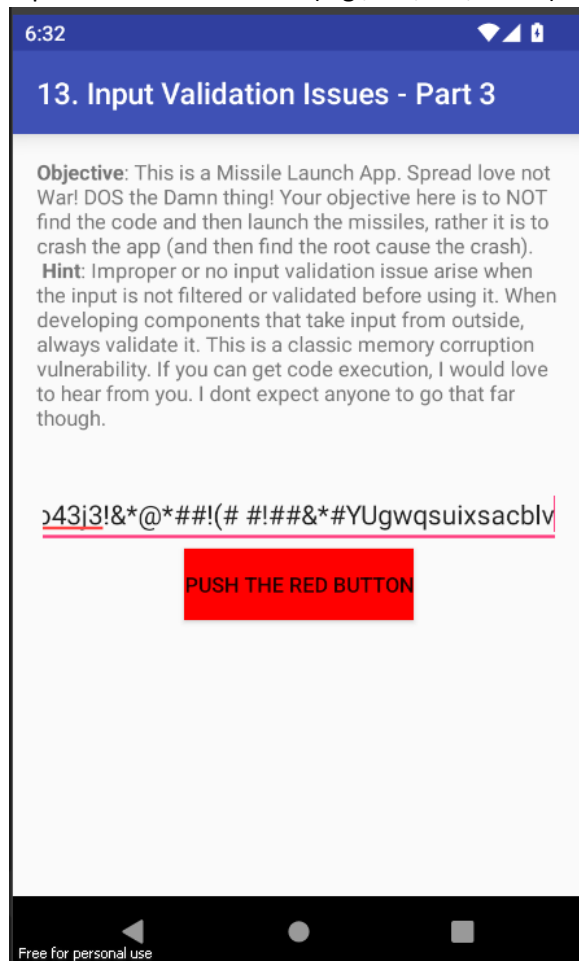 6:32
13. Input Validation Issues - Part 3
Objective: This is a Missile Launch App. Spread love not
War! DOS the Damn thing! Your objective here is to NOT
find the code and then launch the missiles, rather it is to
crash the app (and then find the root cause the crash).
Hint: Improper or no input validation issue arise when
the input is not filtered or validated before using it. When
developing components that take input from outside,
always validate it. This is a classic memory corruption
vulnerability. If you can get code execution, I would love
to hear from you. I dont expect anyone to go that far
though.
o43j3!&*@*##!(# #!##&*#YUgwqsuixsacblv
PUSH THE RED BUTTON
Free for personal use